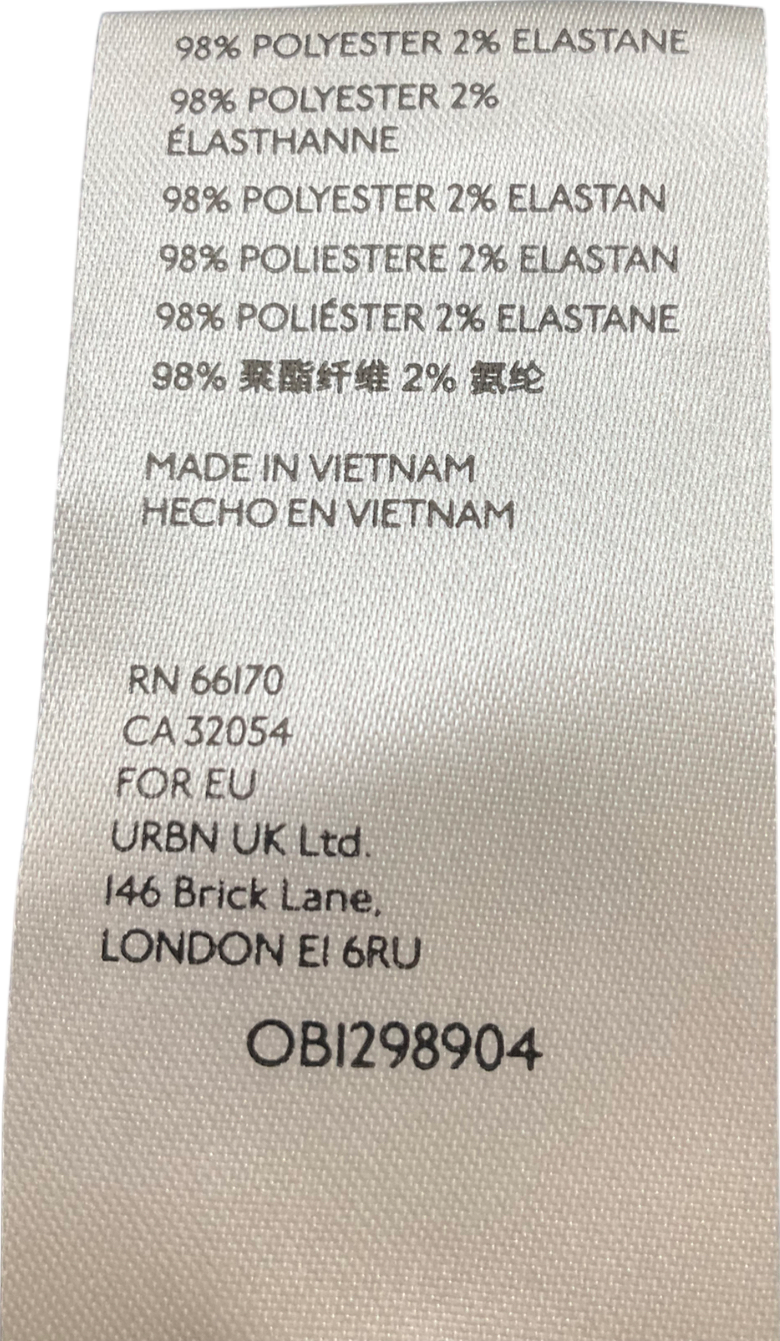 98% POLYESTER 2% ELASTANE
98% POLYESTER 2%
ÉLASTHANNE
98% POLYESTER 2% ELASTAN
98% POLIESTERE 2% ELASTAN
98% POLIÉSTER 2% ELASTANE
98% 聚酯纤维 2% 氨纶
MADE IN VIETNAM
HECHO EN VIETNAM
RN 66170
CA 32054
FOR EU
URBN UK Ltd.
146 Brick Lane,
LONDON E1 6RU
OB1298904